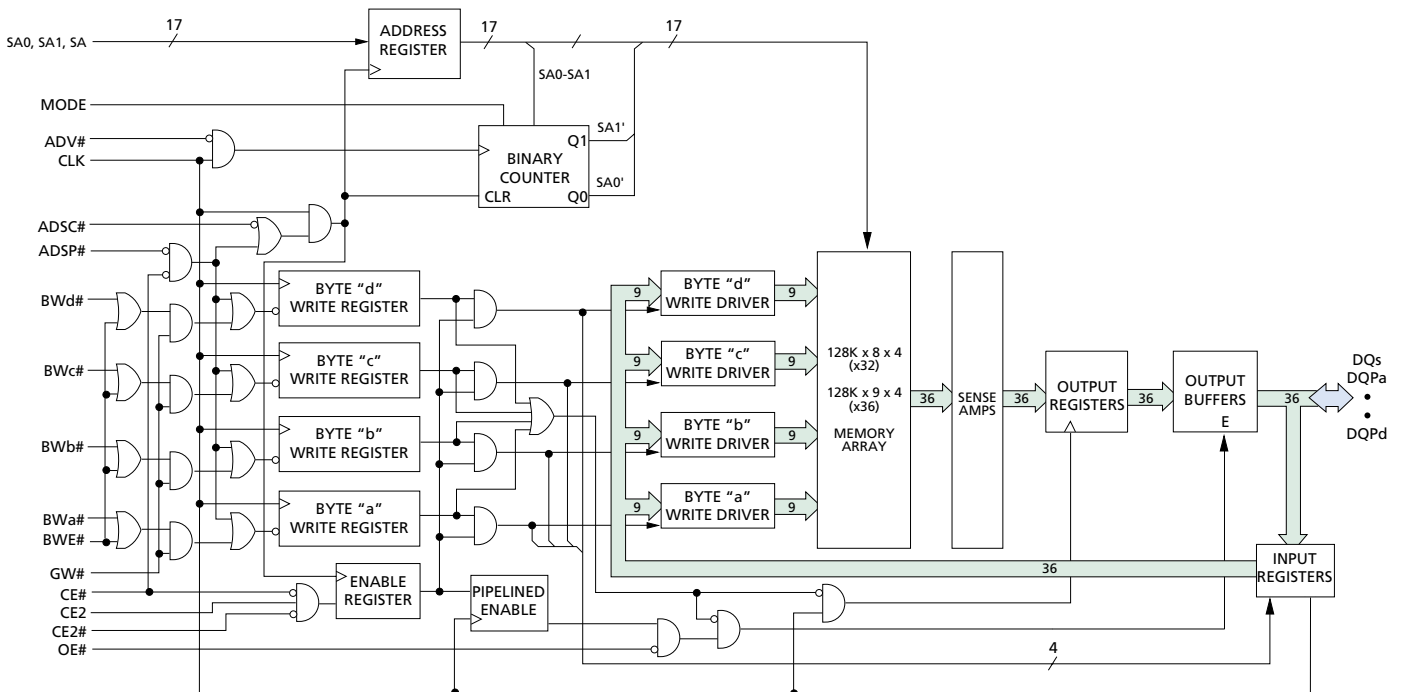 17
SA0, SA1, SA
ADDRESS
REGISTER
17
17
SA0-SA1
MODE
ADV#
CLK
BINARY
COUNTER
Q1
SA1'
CLR
Q0
SA0'
ADSC#
ADSP#
BWd#
BYTE "d"
WRITE REGISTER
9
BYTE "d"
WRITE DRIVER
9
BWc#
BYTE "c"
WRITE REGISTER
9
BYTE "c"
WRITE DRIVER
9
BWb#
BYTE "b"
WRITE REGISTER
9
BYTE "b"
WRITE DRIVER
9
BWa#
BWE#
BYTE "a"
WRITE REGISTER
9
BYTE "a"
WRITE DRIVER
9
128K x 8 x 4
(x32)
128K x 9 x 4
(x36)
MEMORY
ARRAY
36
SENSE
AMPS
36
OUTPUT
REGISTERS
36
OUTPUT
BUFFERS
E
36
DQs
DQPa
•
•
DQPd
GW#
CE#
CE2
CE2#
OE#
ENABLE
REGISTER
PIPELINED
ENABLE
36
INPUT
REGISTERS
4